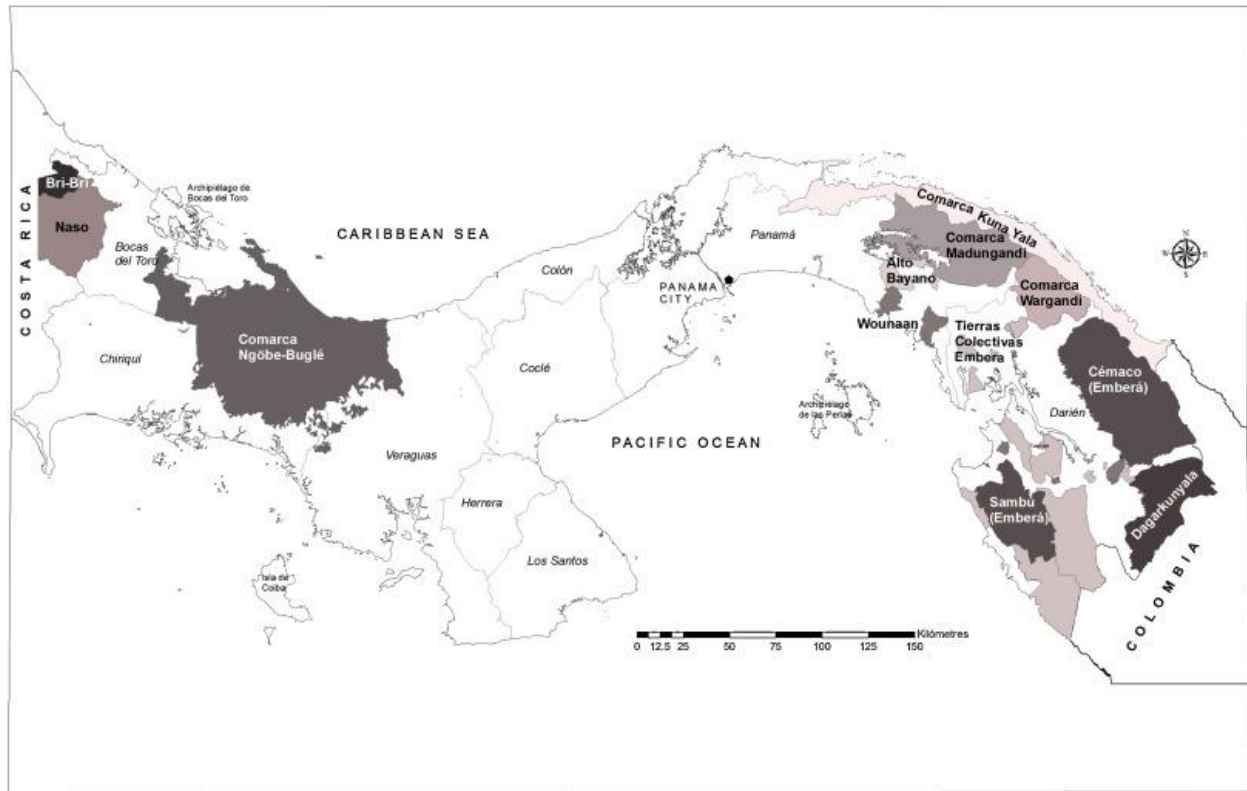 COSTA RICA
Bri-Bri
Naso
Bocas
del Toro
Archipiélago de
Bocas del Toro
CARIBBEAN SEA
Chiriquí
Comarca
Ngöbe-Buglé
Veraguas
Isla de
Coiba
Herrera
Los Santos
Coclé
Colón
PANAMA
CITY
Panamá
PACIFIC OCEAN
Archipiélago
de las Perlas
Comarca Kuna Yala
Comarca
Madungandi
Alto
Bayano
Comarca
Wargandi
Wounaan
Tierras
Colectivas
Embera
Cémaco
(Emberá)
Darién
Sambú
(Emberá)
Dagarkunyala
COLOMBIA
N
W
E
S
Kilómetres
0 12.5 25 50 75 100 125 150